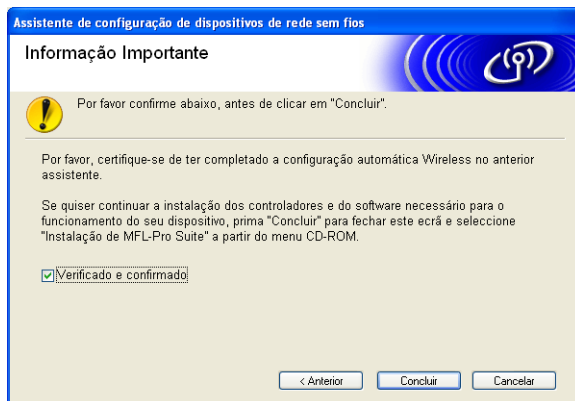 Assistente de configuração de dispositivos de rede sem fios
Informação Importante
Por favor confirme abaixo, antes de clicar em "Concluir".
Por favor, certifique-se de ter completado a configuração automática Wireless no anterior
assistente.
Se quiser continuar a instalação dos controladores e do software necessário para o
funcionamento do seu dispositivo, prima "Concluir" para fechar este ecrã e seleccione
"Instalação de MFL-Pro Suite" a partir do menu CD-ROM.
Verificado e confirmado
< Anterior
Concluir
Cancelar